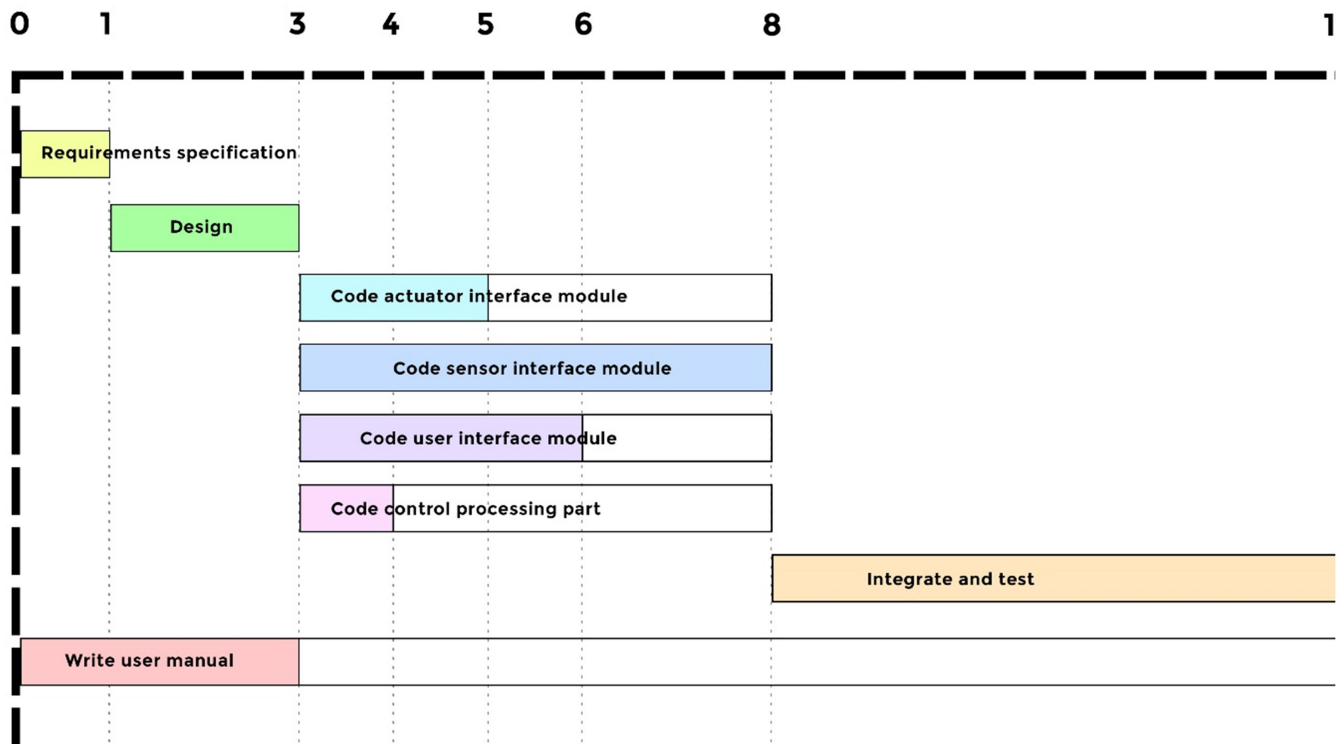 0 1 3 4 5 6 8 1
Requirements specification
Design
Code actuator interface module
Code sensor interface module
Code user interface module
Code control processing part
Integrate and test
Write user manual